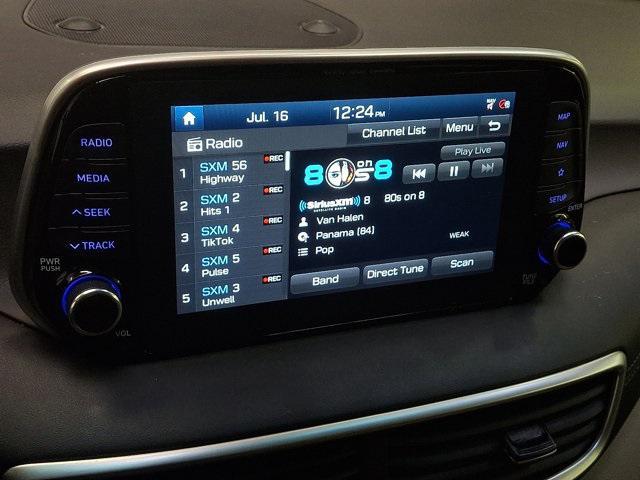 Jul. 16
12:24 PM
NAV
Radio
Channel List
Menu
RADIO
MEDIA
SEEK
TRACK
PWR
PUSH
VOL
1 SXM 56 REC
Highway
2 SXM 2 REC
Hits 1
3 SXM 4 REC
TikTok
4 SXM 5 REC
Pulse
5 SXM 3 REC
Unwell
80s on 8
Play Live
SiriusXM 8 80s on 8
SATELLITE RADIO
Van Halen
Panama (84)
Pop
WEAK
Band
Direct Tune
Scan
MAP
NAV
SETUP
ENTER